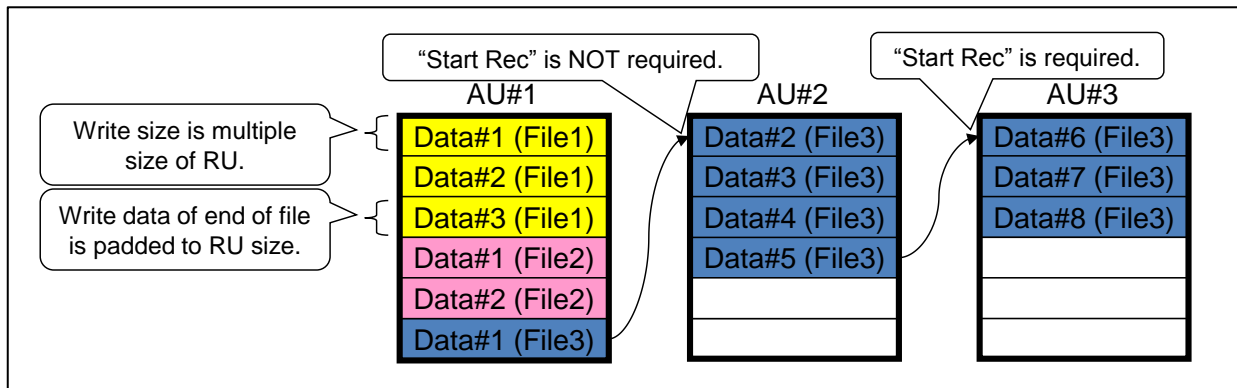 “Start Rec” is NOT required.
“Start Rec” is required.
AU#1
AU#2
AU#3
Write size is multiple
size of RU.
Write data of end of file
is padded to RU size.
Data#1 (File1)
Data#2 (File1)
Data#3 (File1)
Data#1 (File2)
Data#2 (File2)
Data#1 (File3)
Data#2 (File3)
Data#3 (File3)
Data#4 (File3)
Data#5 (File3)
Data#6 (File3)
Data#7 (File3)
Data#8 (File3)